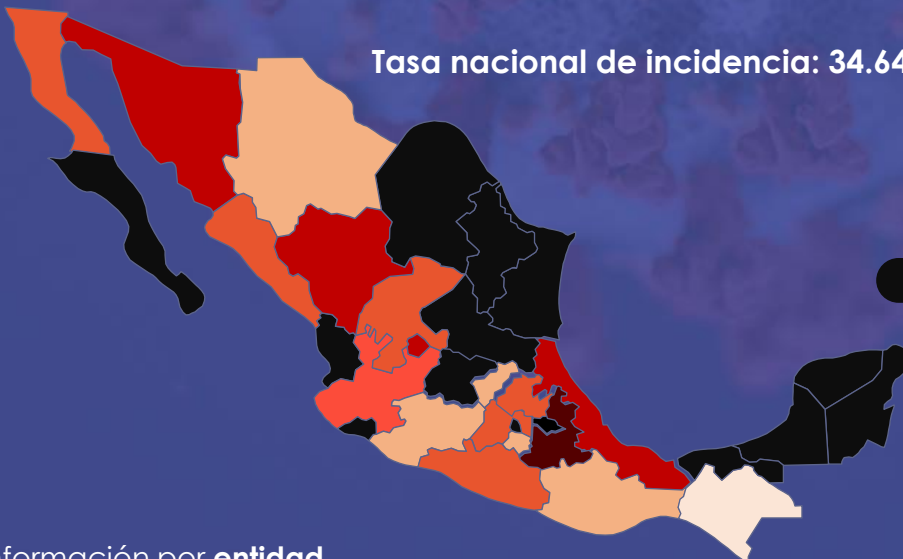 Tasa nacional de incidencia: 34.64
formación por entidad